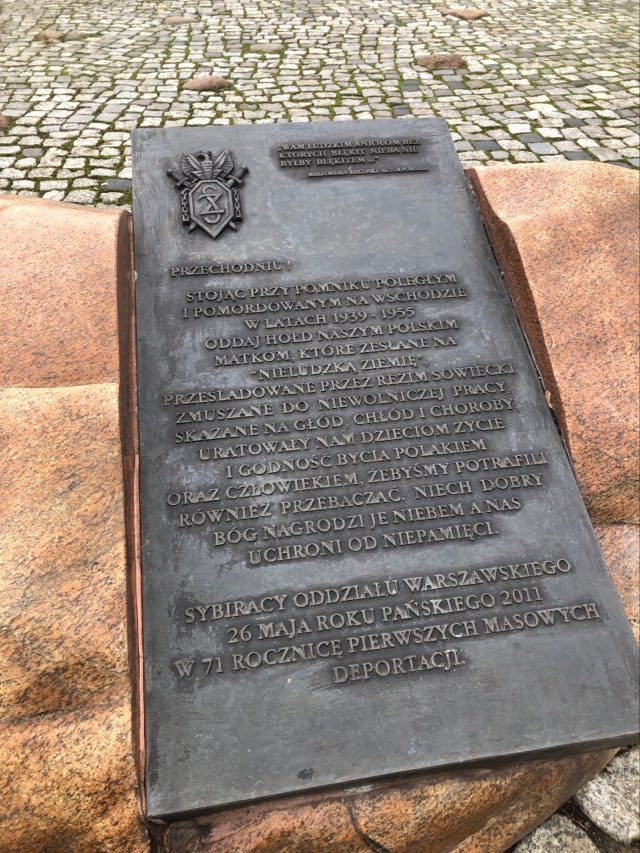 „WAM LUDZKIM ANIOŁOM BEZ
KTÓRYCH BŁĘKIT NIEBA NIE
BYŁBY BŁĘKITEM ..."
AUTOR POMNIKA
PRZECHODNIU !
STOJĄC PRZY POMNIKU POLEGŁYM
I POMORDOWANYM NA WSCHODZIE
W LATACH 1939 - 1955
ODDAJ HOŁD NASZYM POLSKIM
MATKOM, KTÓRE ZESŁANE NA
"NIELUDZKĄ ZIEMIĘ",
PRZEŚLADOWANE PRZEZ REŻIM SOWIECKI
ZMUSZANE DO NIEWOLNICZEJ PRACY,
SKAZANE NA GŁÓD, CHŁÓD I CHOROBY,
URATOWAŁY NAM DZIECIOM ŻYCIE
I GODNOŚĆ BYCIA POLAKIEM
ORAZ CZŁOWIEKIEM, ŻEBYŚMY POTRAFILI
RÓWNIEŻ PRZEBACZAĆ. NIECH DOBRY
BÓG NAGRODZI JE NIEBEM A NAS
UCHRONI OD NIEPAMIĘCI.
SYBIRACY ODDZIAŁU WARSZAWSKIEGO
26 MAJA ROKU PAŃSKIEGO 2011
W 71 ROCZNICĘ PIERWSZYCH MASOWYCH
DEPORTACJI.